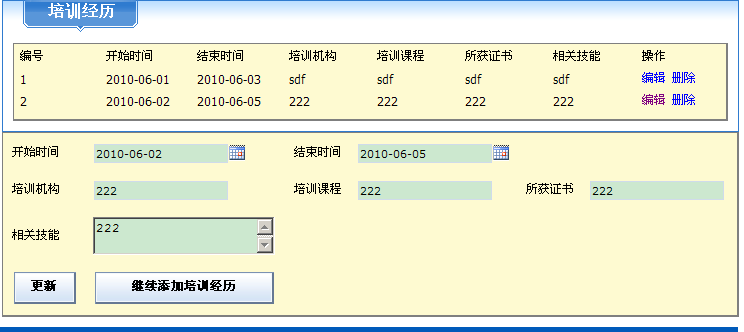 培训经历
编号 开始时间 结束时间 培训机构 培训课程 所获证书 相关技能 操作
1 2010-06-01 2010-06-03 sdf sdf sdf sdf 编辑 删除
2 2010-06-02 2010-06-05 222 222 222 222 编辑 删除
开始时间 2010-06-02 结束时间 2010-06-05
培训机构 222 培训课程 222 所获证书 222
相关技能 222
更新 继续添加培训经历